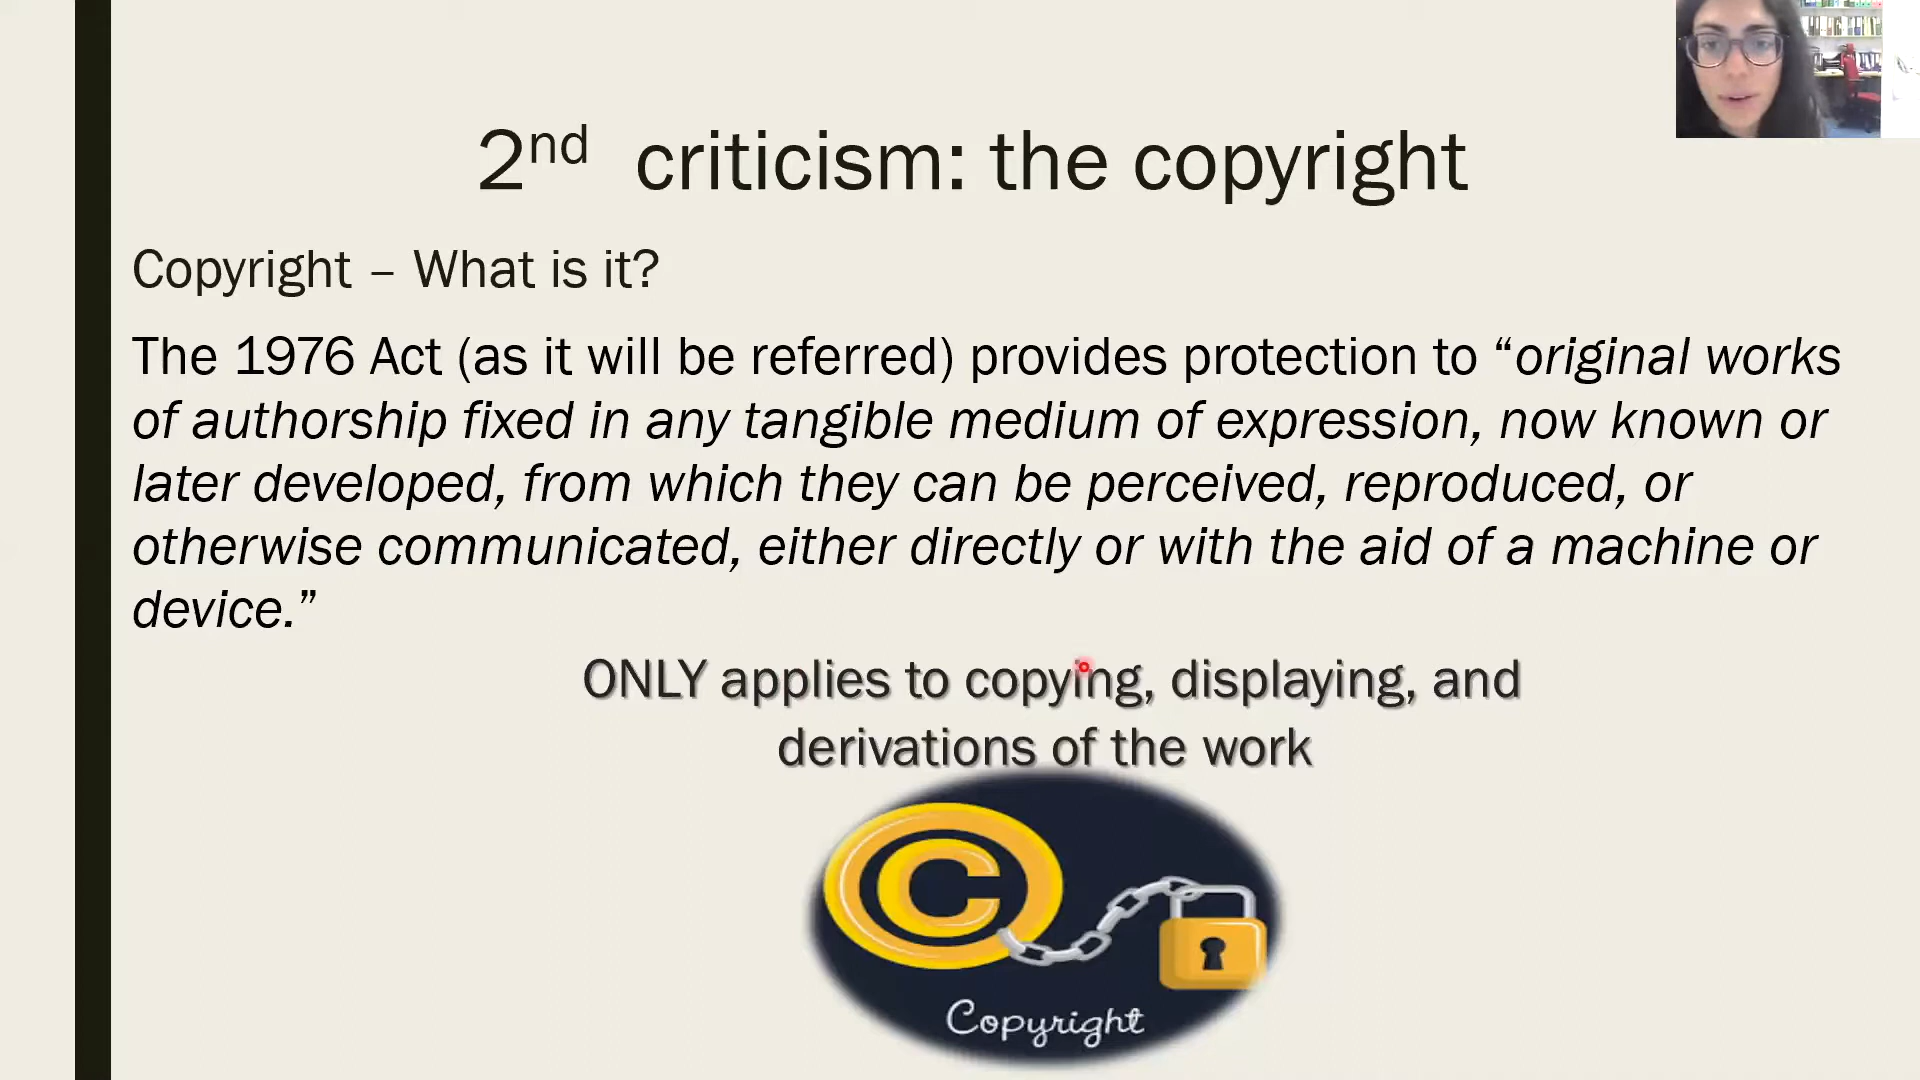 2nd criticism: the copyright
Copyright – What is it?
The 1976 Act (as it will be referred) provides protection to “original works
of authorship fixed in any tangible medium of expression, now known or
later developed, from which they can be perceived, reproduced, or
otherwise communicated, either directly or with the aid of a machine or
device.”
ONLY applies to copying, displaying, and
derivations of the work
©
Copyright